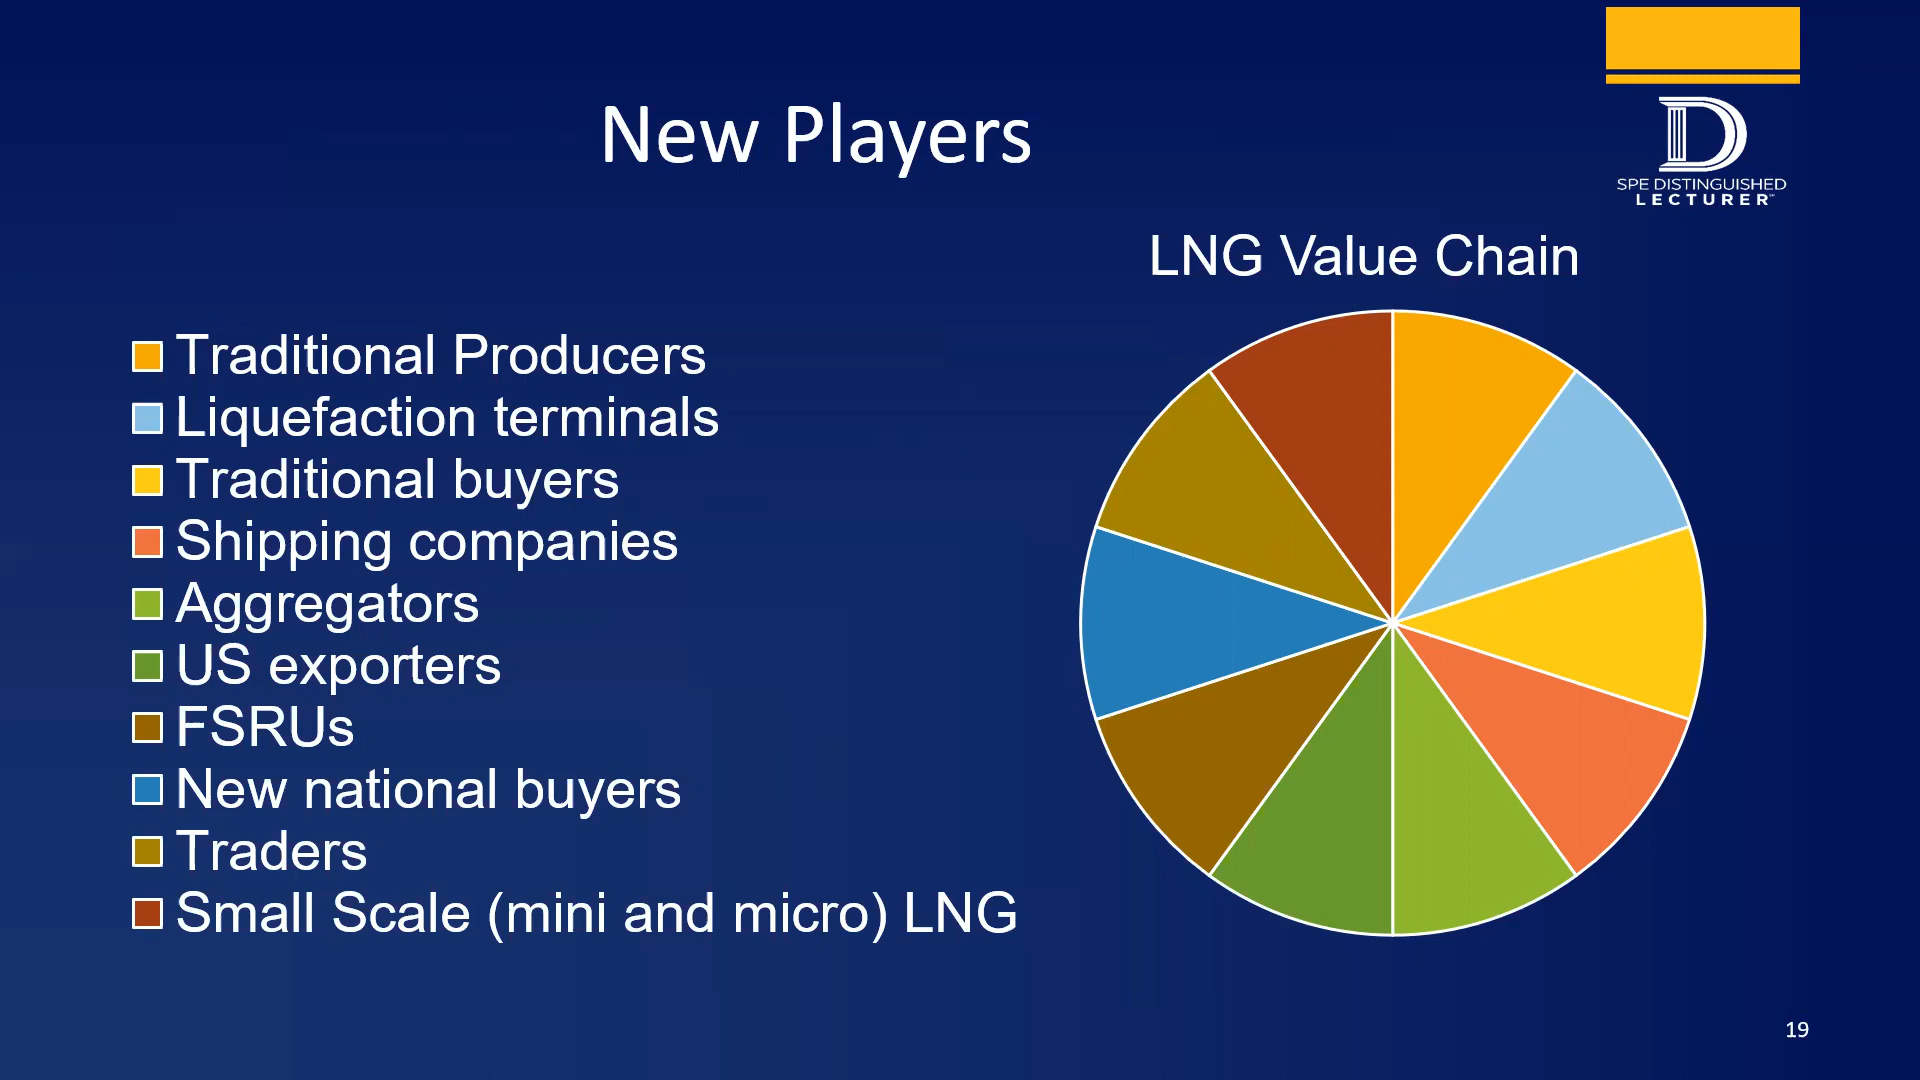 New Players
SPE DISTINGUISHED
LECTURER
LNG Value Chain
Traditional Producers
Liquefaction terminals
Traditional buyers
Shipping companies
Aggregators
US exporters
FSRUs
New national buyers
Traders
Small Scale (mini and micro) LNG
19